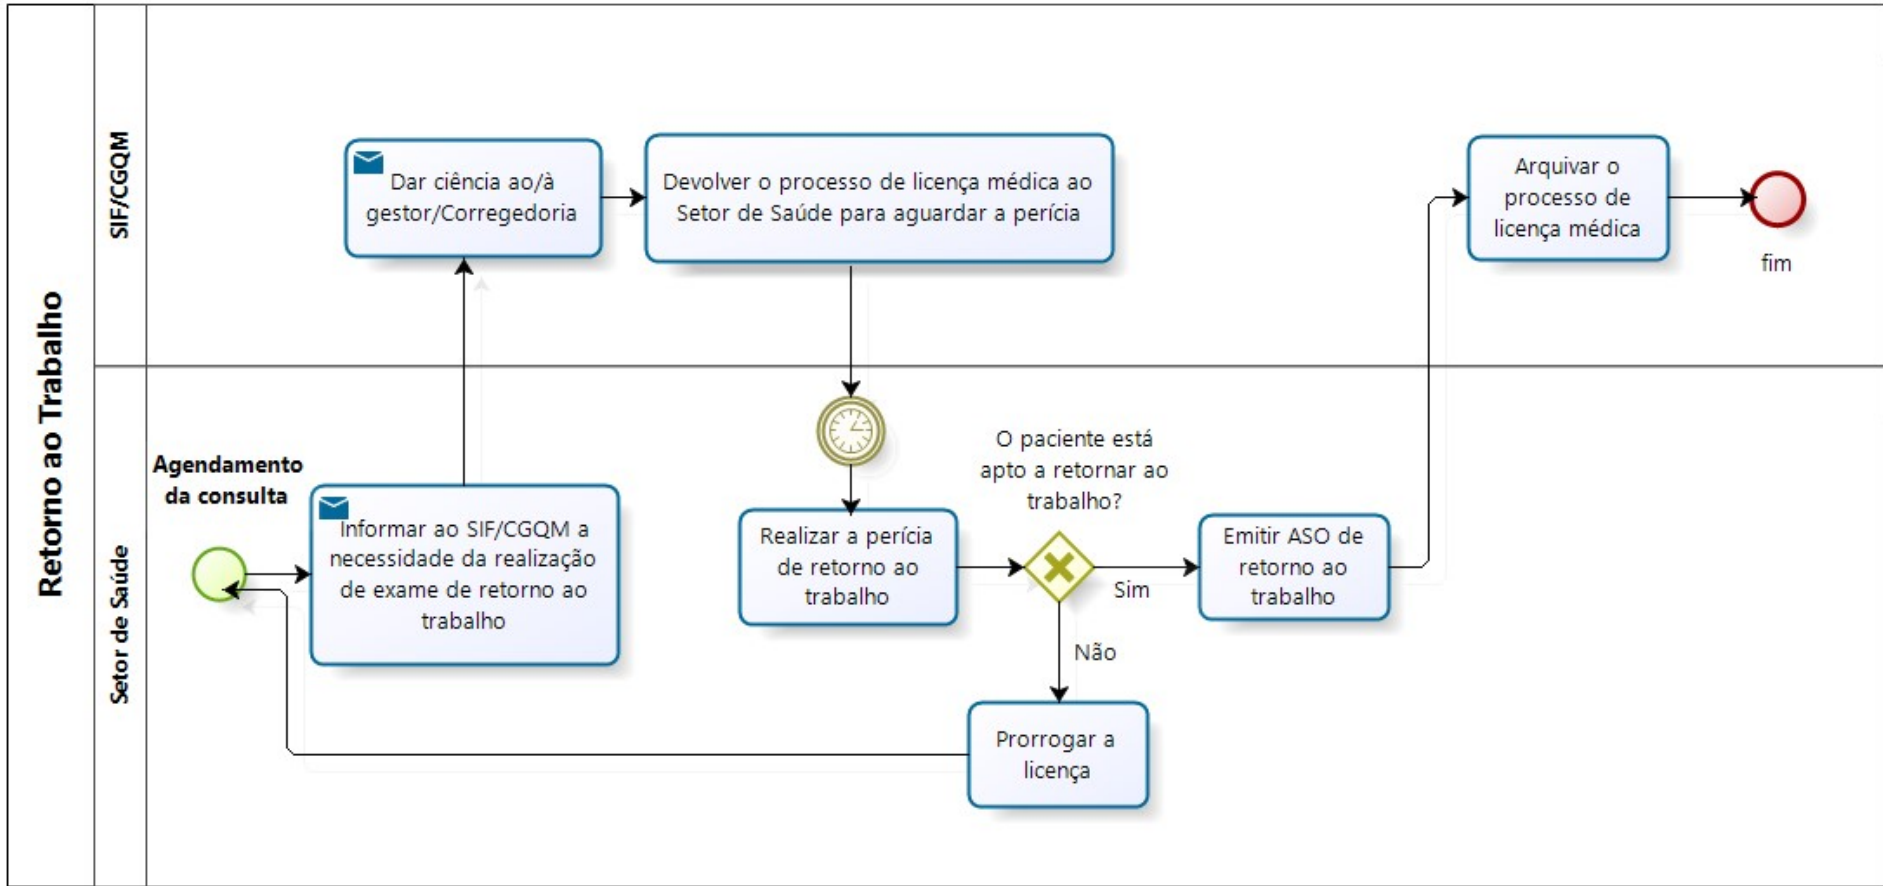 Retorno ao Trabalho
SIF/CGQM
Dar ciência ao/à
gestor/Corregedoria
Devolver o processo de licença médica ao
Setor de Saúde para aguardar a perícia
Arquivar o
processo de
licença médica
fim
Setor de Saúde
Agendamento
da consulta
Informar ao SIF/CGQM a
necessidade da realização
de exame de retorno ao
trabalho
Realizar a perícia
de retorno ao
trabalho
O paciente está
apto a retornar ao
trabalho?
Sim
Não
Emitir ASO de
retorno ao
trabalho
Prorrogar a
licença